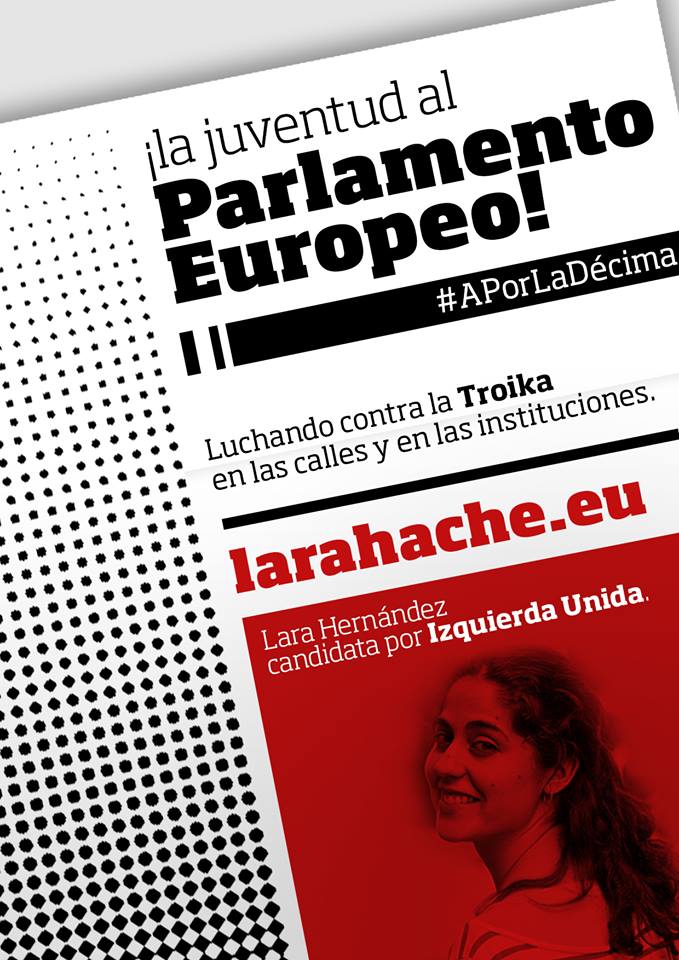 ¡la juventud al
Parlamento
Europeo!
#APorLaDécima
Luchando contra la Troika
en las calles y en las instituciones.
larahache.eu
Lara Hernández
candidata por Izquierda Unida.